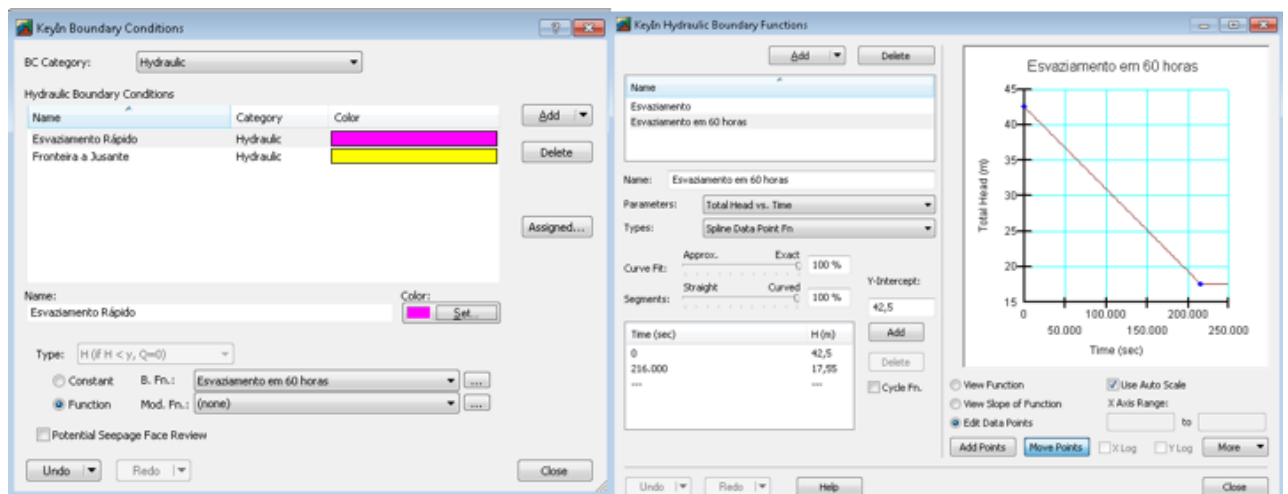 KeyIn Boundary Conditions
BC Category: Hydraulic
Hydraulic Boundary Conditions
Name Category Color
Esvaziamento Rápido Hydraulic
Fronteira a Jusante Hydraulic
Add
Delete
Assigned...
Name: Color:
Esvaziamento Rápido Set...
Type: H (if H < y, Q=0)
Constant B. Fn.: Esvaziamento em 60 horas ...
Function Mod. Fn.: (none) ...
Potential Seepage Face Review
Undo Redo Close
KeyIn Hydraulic Boundary Functions
Add Delete
Name
Esvaziamento
Esvaziamento em 60 horas
Name: Esvaziamento em 60 horas
Parameters: Total Head vs. Time
Types: Spline Data Point Fn
Approx. Exact
Curve Fit: 100 %
Straight Curved
Segments: 100 %
Y-Intercept:
42,5
Time (sec) H (m)
0 42,5
216.000 17,55
--- ---
Add
Delete
Cycle Fn.
Undo Redo Help
Esvaziamento em 60 horas
Total Head (m)
45
40
35
30
25
20
15
0 100.000 200.000
50.000 150.000 250.000
Time (sec)
View Function Use Auto Scale
View Slope of Function X Axis Range:
Edit Data Points to
Add Points Move Points X Log Y Log More
Close